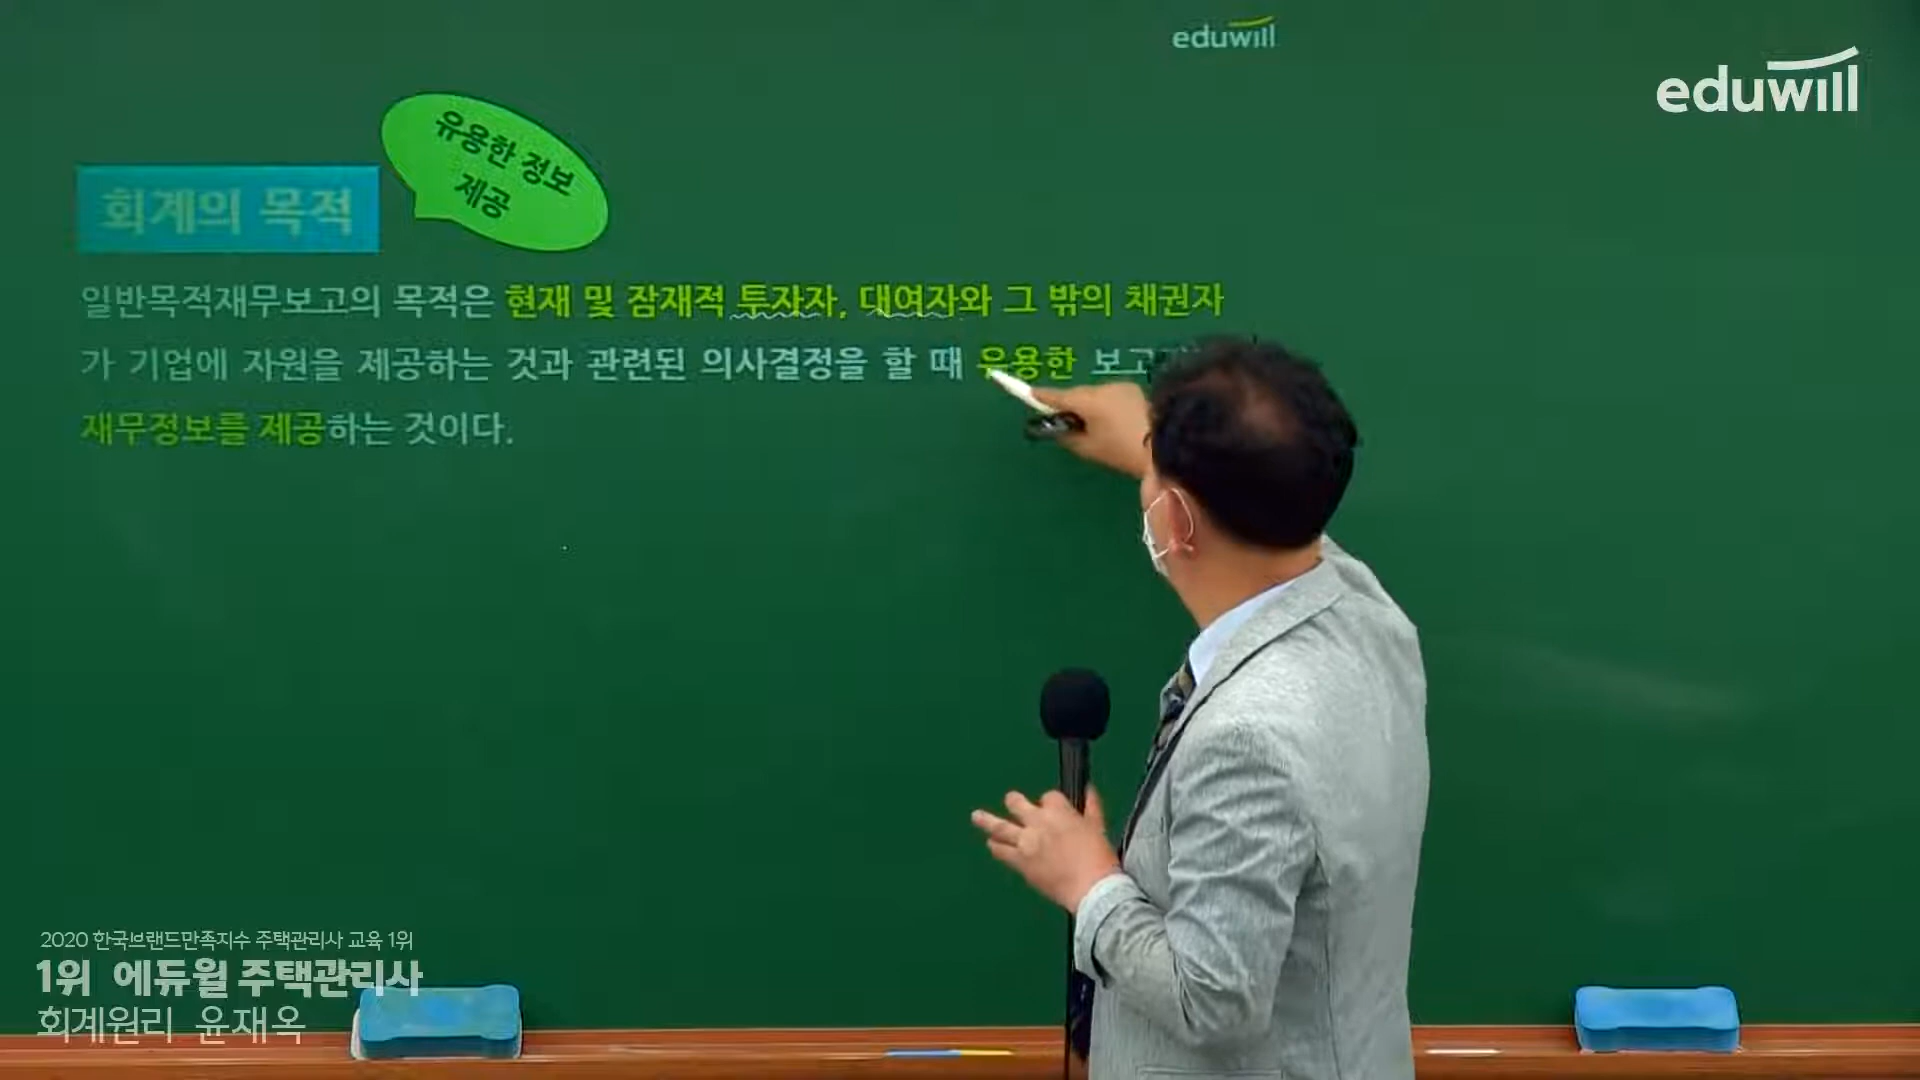 eduwill
eduwill
유용한 정보
제공
회계의 목적
일반목적재무보고의 목적은 현재 및 잠재적 투자자, 대여자와 그 밖의 채권자
가 기업에 자원을 제공하는 것과 관련된 의사결정을 할 때 유용한 보고
재무정보를 제공하는 것이다.
2020 한국브랜드만족지수 주택관리사 교육 1위
1위 에듀윌 주택관리사
회계원리 윤재옥